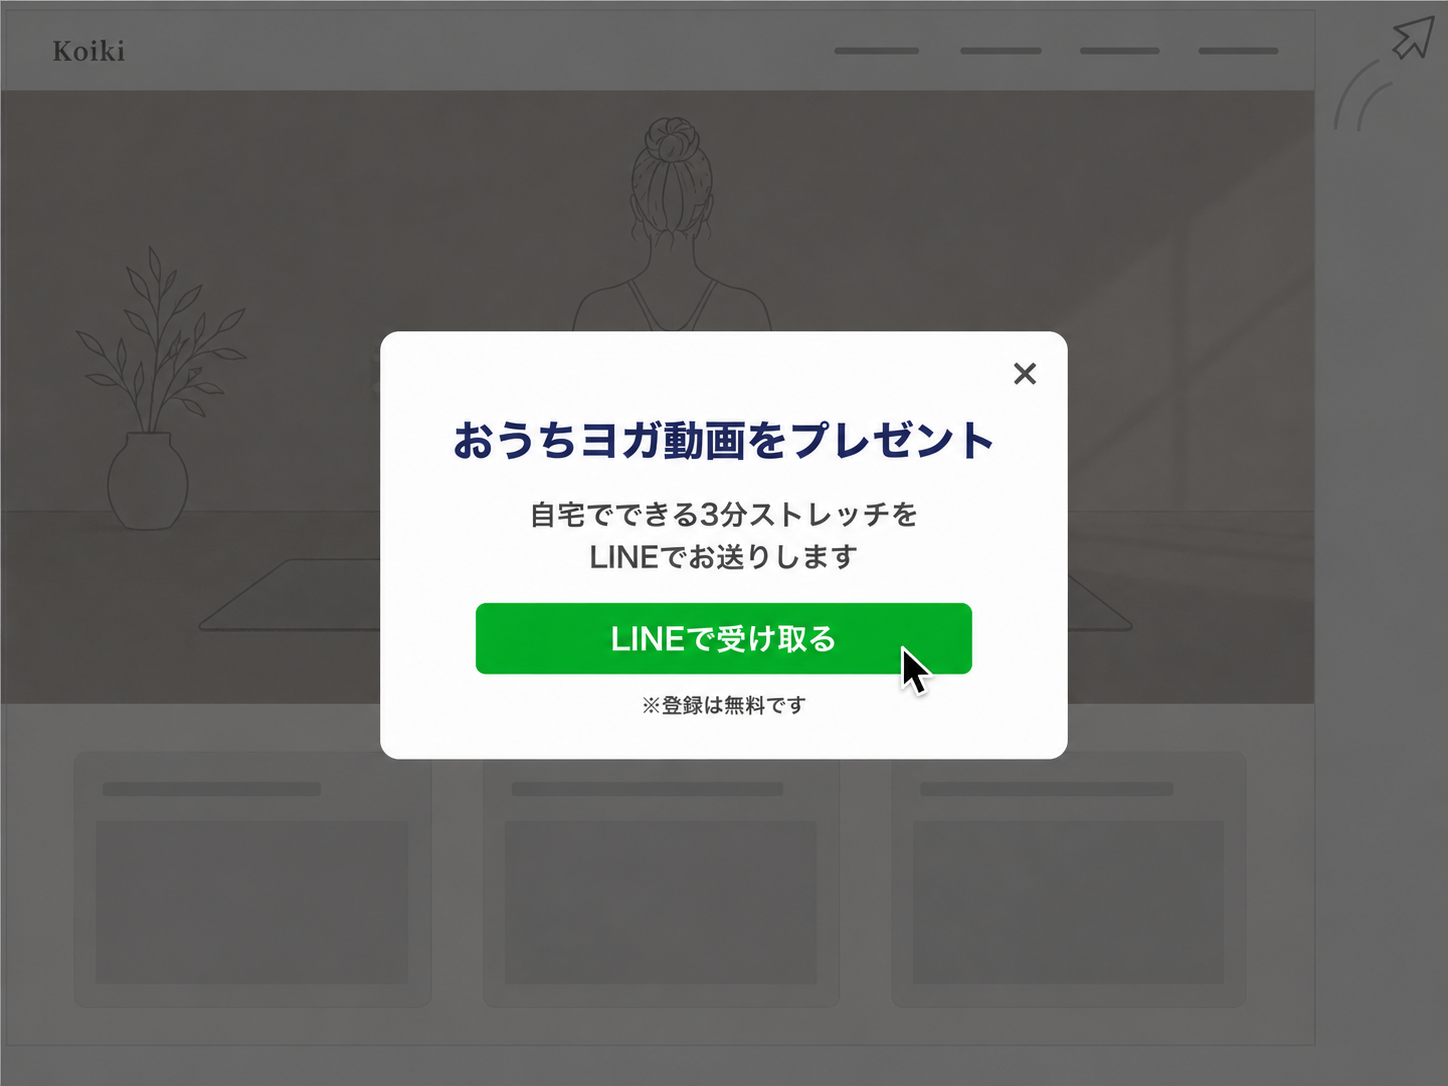 Koiki
おうちヨガ動画をプレゼント
自宅でできる3分ストレッチを
LINEでお送りします
LINEで受け取る
※登録は無料です